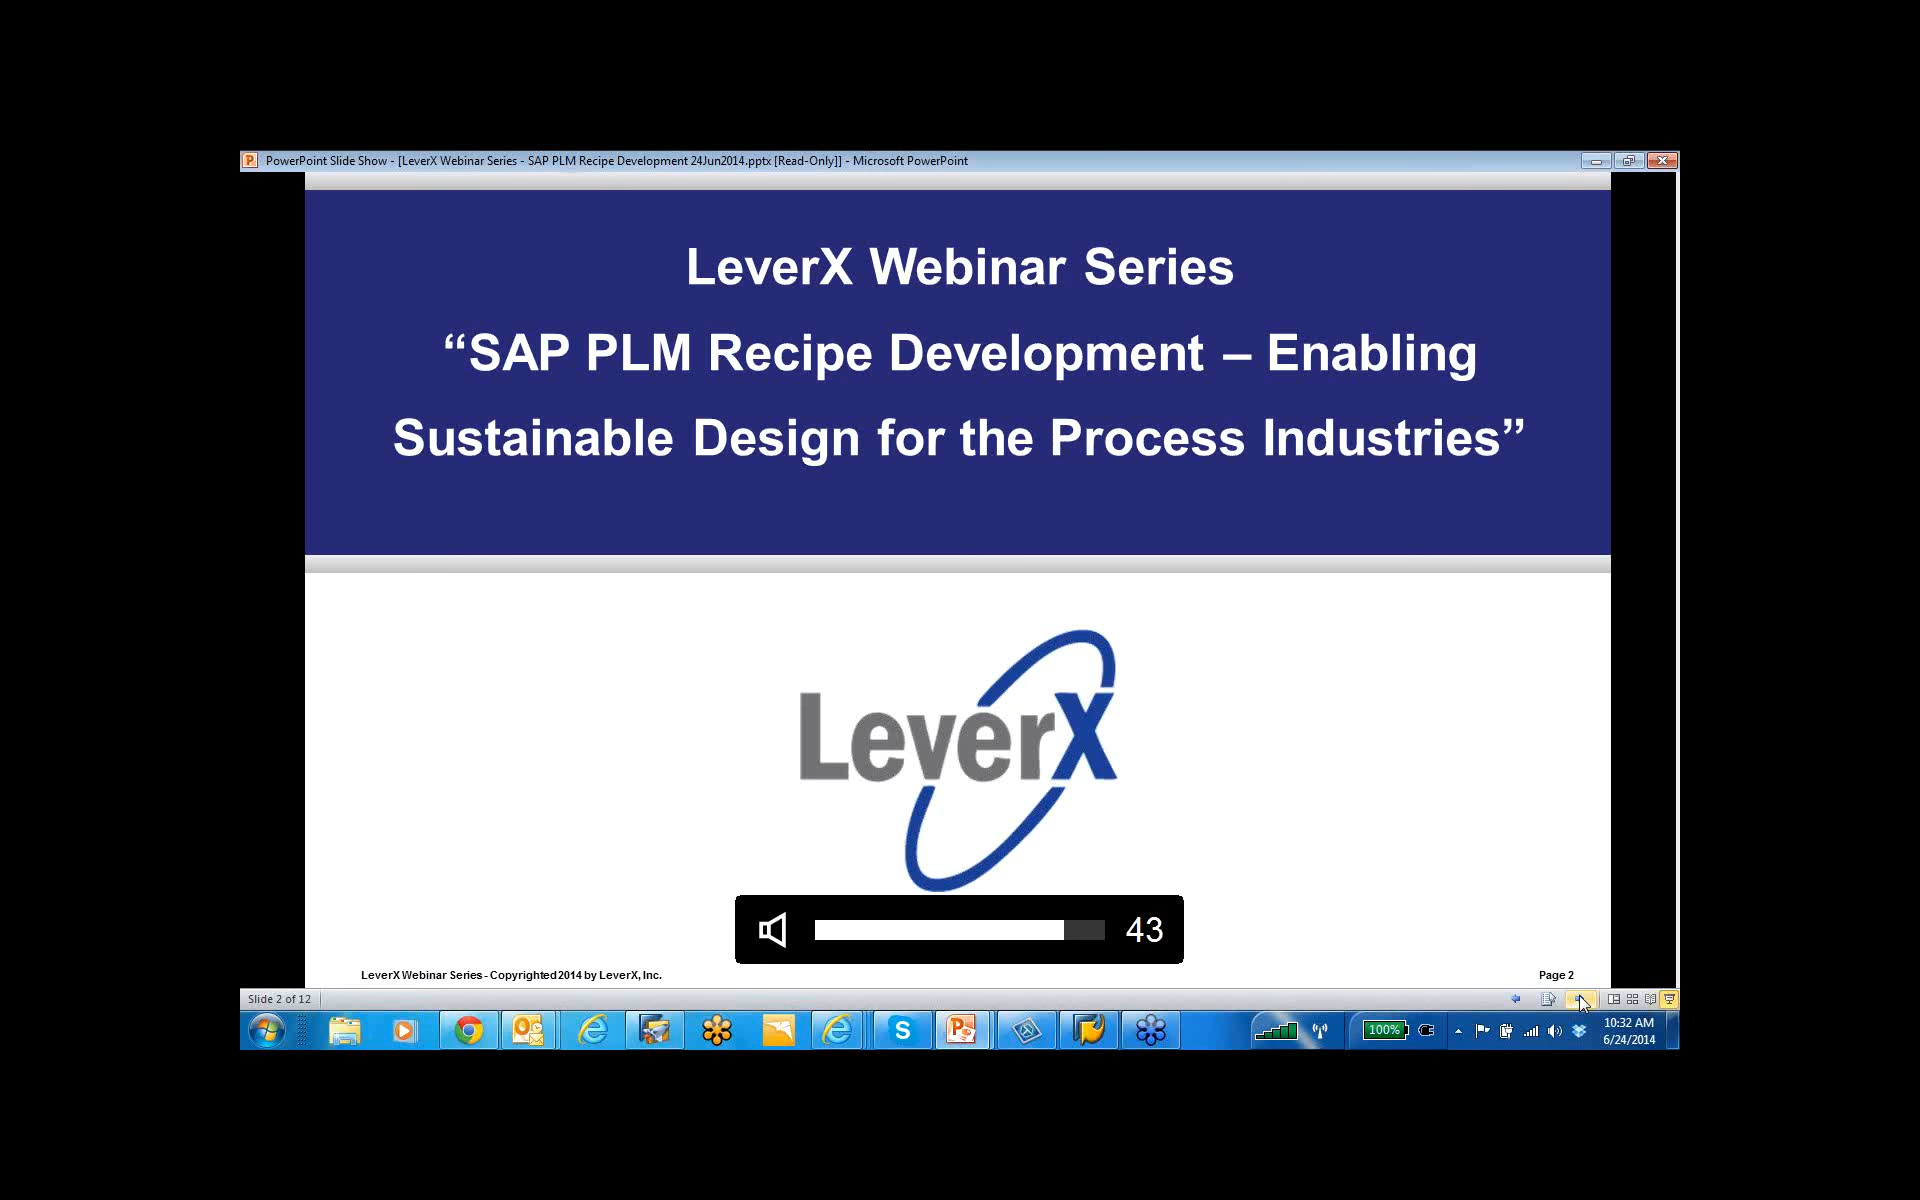 PowerPoint Slide Show - [LeverX Webinar Series - SAP PLM Recipe Development 24Jun2014.pptx [Read-Only]] - Microsoft PowerPoint
LeverX Webinar Series
“SAP PLM Recipe Development – Enabling
Sustainable Design for the Process Industries”
LeverX
43
LeverX Webinar Series - Copyrighted 2014 by LeverX, Inc.
Page 2
Slide 2 of 12
100%
10:32 AM
6/24/2014